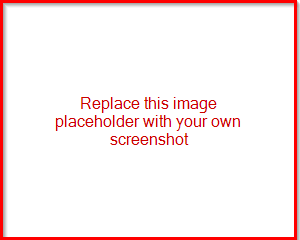 Replace this image
placeholder with your own
screenshot